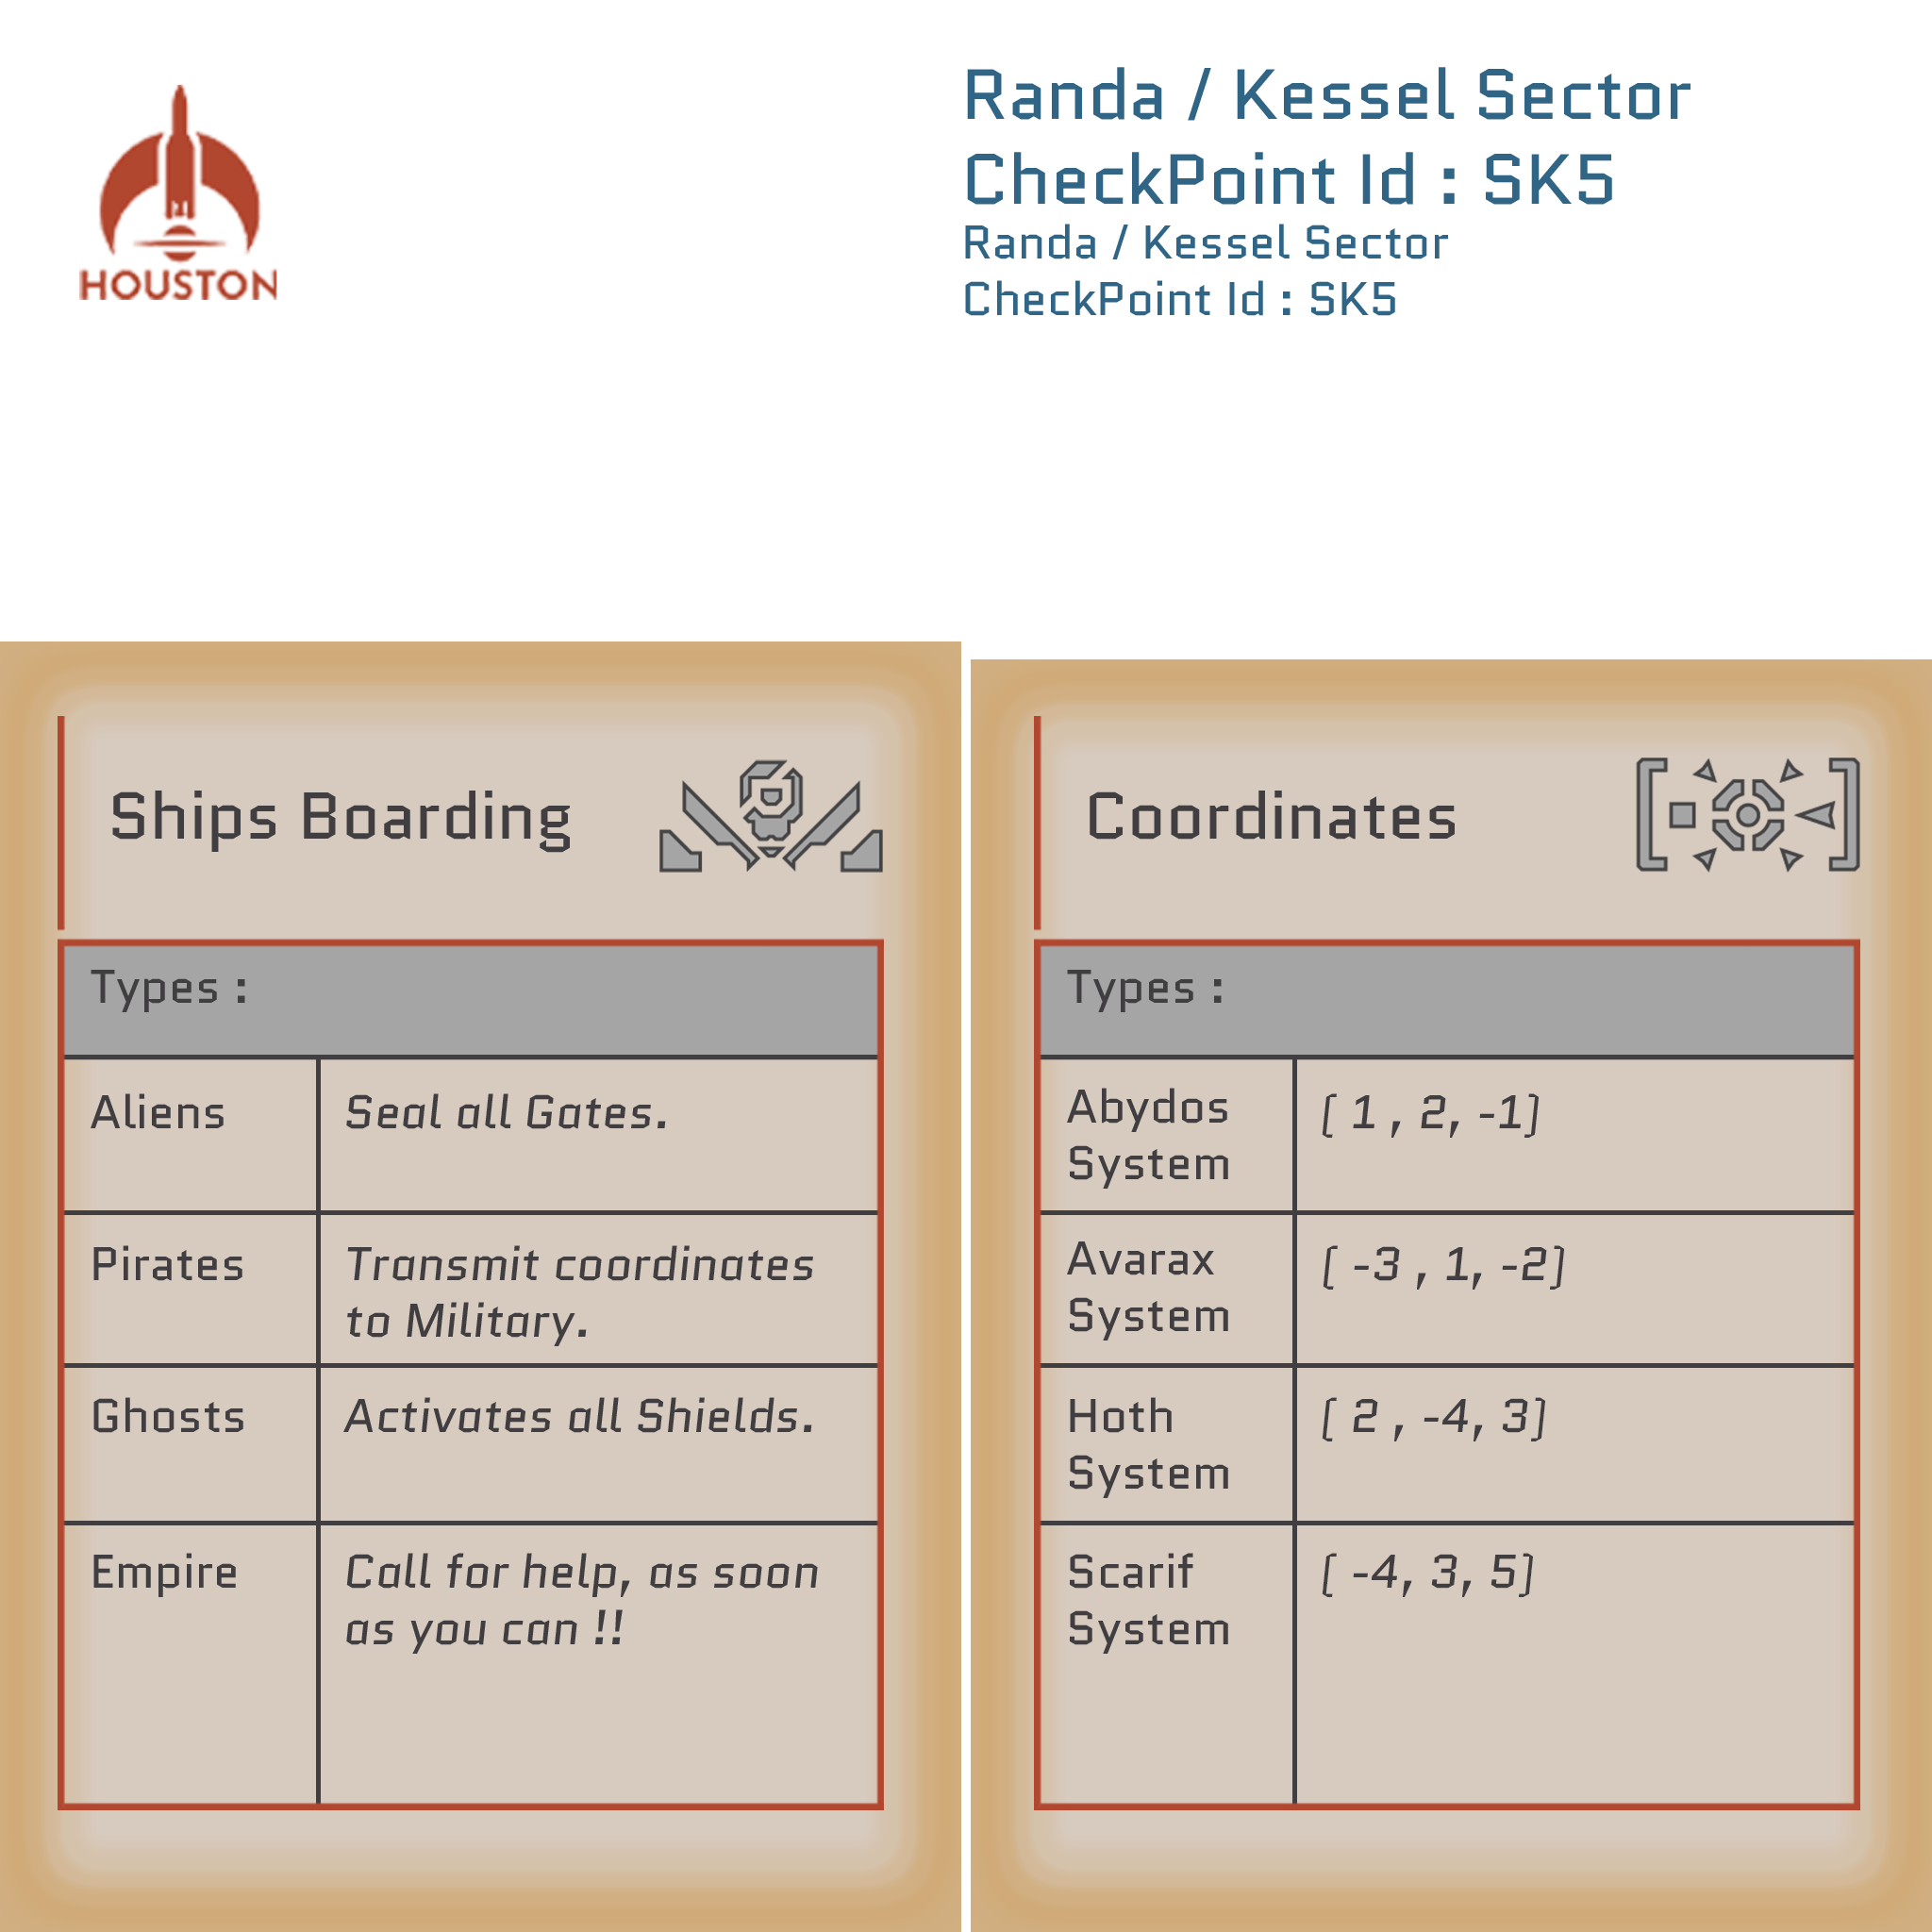 HOUSTON
Randa / Kessel Sector
CheckPoint Id : SK5
Randa / Kessel Sector
CheckPoint Id : SK5
Ships Boarding
Types :
Aliens
Seal all Gates.
Pirates
Transmit coordinates
to Military.
Ghosts
Activates all Shields.
Empire
Call for help, as soon
as you can !!
Coordinates
Types :
Abydos
System
( 1 , 2, -1)
Avarax
System
( -3 , 1, -2)
Hoth
System
( 2 , -4, 3)
Scarif
System
( -4, 3, 5)